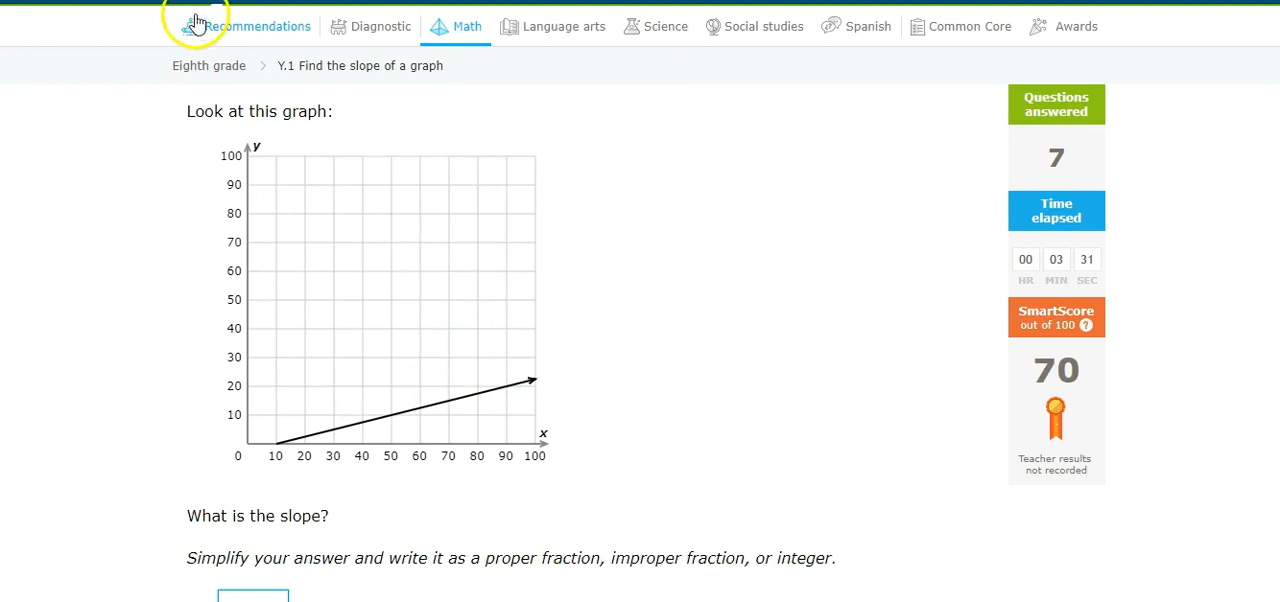 Recommendations Diagnostic Math Language arts Science Social studies Spanish Common Core Awards
Eighth grade > Y.1 Find the slope of a graph
Look at this graph:
y
100
90
80
70
60
50
40
30
20
10
x
0 10 20 30 40 50 60 70 80 90 100
What is the slope?
Simplify your answer and write it as a proper fraction, improper fraction, or integer.
Questions
answered
7
Time
elapsed
00 03 31
HR MIN SEC
SmartScore
out of 100 ?
70
Teacher results
not recorded